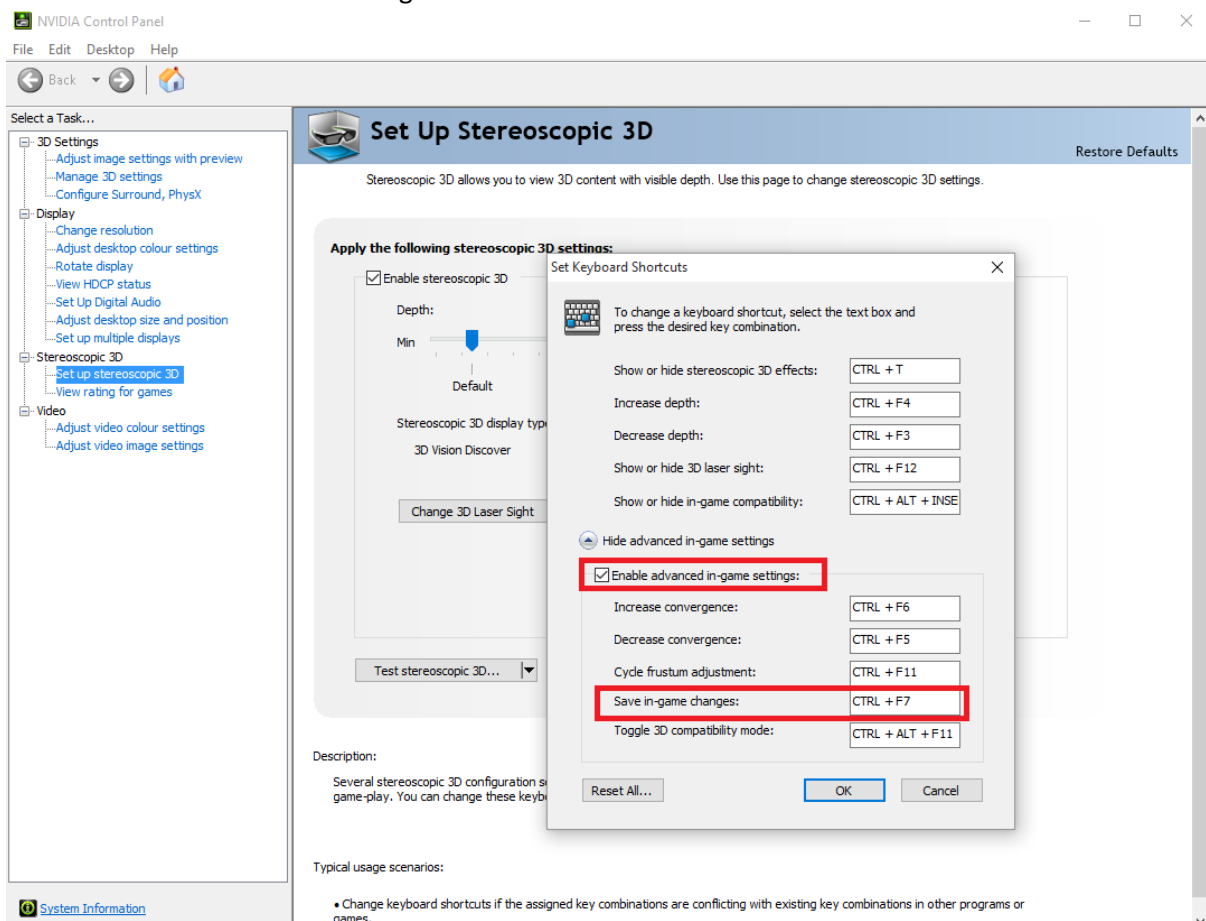 NVIDIA Control Panel
File Edit Desktop Help
Back
Select a Task...
3D Settings
Adjust image settings with preview
Manage 3D settings
Configure Surround, PhysX
Display
Change resolution
Adjust desktop colour settings
Rotate display
View HDCP status
Set Up Digital Audio
Adjust desktop size and position
Set up multiple displays
Stereoscopic 3D
Set up stereoscopic 3D
View rating for games
Video
Adjust video colour settings
Adjust video image settings
System Information
Set Up Stereoscopic 3D
Restore Defaults
Stereoscopic 3D allows you to view 3D content with visible depth. Use this page to change stereoscopic 3D settings.
Apply the following stereoscopic 3D settings:
Enable stereoscopic 3D
Depth:
Min
Default
Stereoscopic 3D display type
3D Vision Discover
Change 3D Laser Sight
Test stereoscopic 3D...
Set Keyboard Shortcuts
To change a keyboard shortcut, select the text box and
press the desired key combination.
Show or hide stereoscopic 3D effects: CTRL + T
Increase depth: CTRL + F4
Decrease depth: CTRL + F3
Show or hide 3D laser sight: CTRL + F12
Show or hide in-game compatibility: CTRL + ALT + INSE
Hide advanced in-game settings
Enable advanced in-game settings:
Increase convergence: CTRL + F6
Decrease convergence: CTRL + F5
Cycle frustum adjustment: CTRL + F11
Save in-game changes: CTRL + F7
Toggle 3D compatibility mode: CTRL + ALT + F11
Reset All... OK Cancel
Description:
Several stereoscopic 3D configuration
game-play. You can change these
Typical usage scenarios:
• Change keyboard shortcuts if the assigned key combinations are conflicting with existing key combinations in other programs or
games.